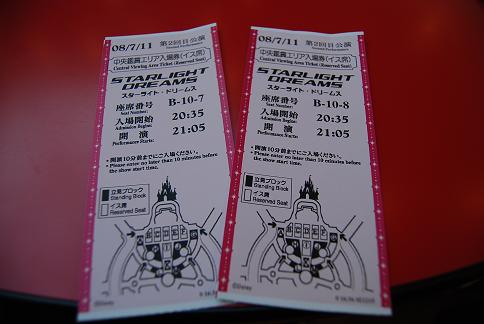 08/7/11 第2回目公演
Second Performance
中央鑑賞エリア入場券(イス席)
Central Viewing Area Ticket (Reserved Seat)
STARLIGHT
DREAMS
スターライト・ドリームス
座席番号 B-10-7
Seat Number:
入場開始 20:35
Admission Begins:
開演 21:05
Performance Starts:
• 開演10分前までにご入場ください。
• Please enter no later than 10 minutes before
the show start time.
立見ブロック
Standing Block
イス席
Reserved Seat
©Disney
08/7/11 第2回目公演
Second Performance
中央鑑賞エリア入場券(イス席)
Central Viewing Area Ticket (Reserved Seat)
STARLIGHT
DREAMS
スターライト・ドリームス
座席番号 B-10-8
Seat Number:
入場開始 20:35
Admission Begins:
開演 21:05
Performance Starts:
• 開演10分前までにご入場ください。
• Please enter no later than 10 minutes before
the show start time.
立見ブロック
Standing Block
イス席
Reserved Seat
©Disney